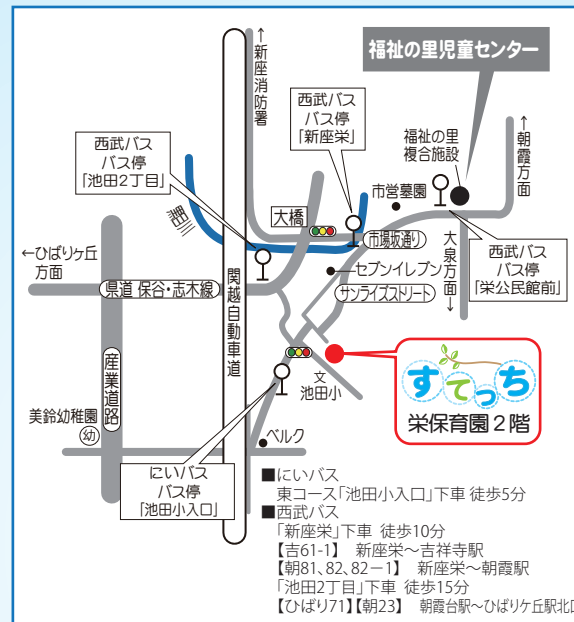 福祉の里児童センター
↑新座消防署
西武バス
バス停
「新座栄」
福祉の里
複合施設
↑朝霞方面
西武バス
バス停
「池田2丁目」
市営墓園
大橋
黒目川
市場坂通り
←ひばりヶ丘
方面
セブンイレブン
大泉方面↓
西武バス
バス停
「栄公民館前」
県道 保谷・志木線
関越自動車道
サンライズストリート
産業道路
文
池田小
すてっち
栄保育園2階
美鈴幼稚園
幼
ベルク
にいバス
バス停
「池田小入口」
■にいバス
東コース「池田小入口」下車 徒歩5分
■西武バス
「新座栄」下車 徒歩10分
【吉61-1】 新座栄〜吉祥寺駅
【朝81、82、82−1】 新座栄〜朝霞駅
「池田2丁目」下車 徒歩15分
【ひばり71】【朝23】 朝霞台駅〜ひばりケ丘駅北口